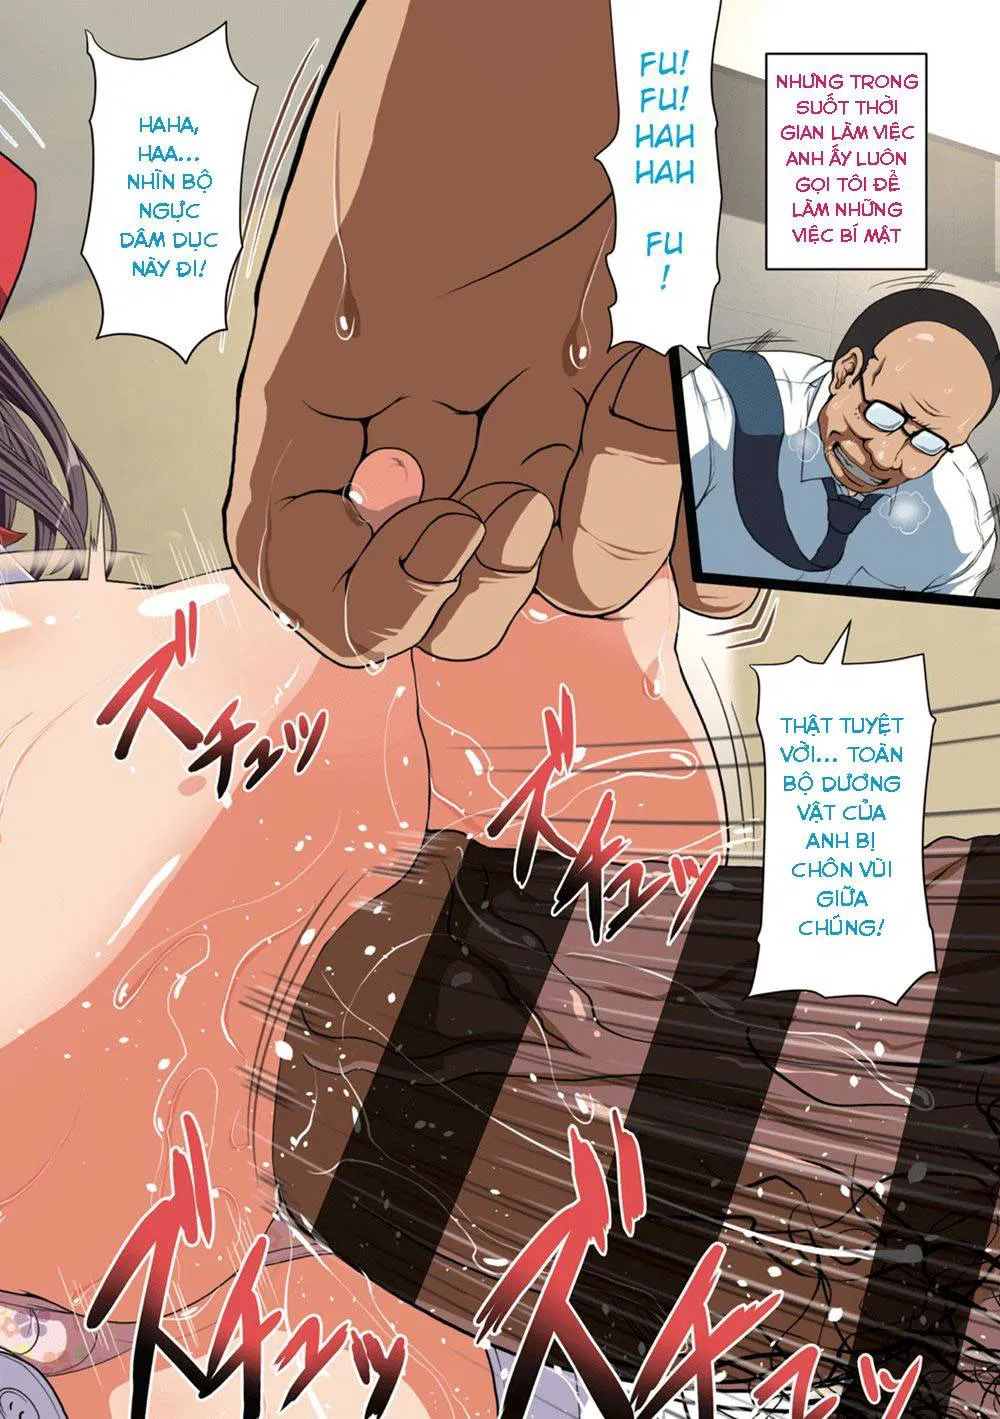 NHƯNG TRONG
SUỐT THỜI
GIAN LÀM VIỆC
ANH ẤY LUÔN
GỌI TÔI ĐỂ
LÀM NHỮNG
VIỆC BÍ MẬT
FU!
FU!
HAH
HAH
FU
!
HAHA,
HAA...
NHÌN BỘ
NGỰC
DÂM DỤC
NÀY ĐI!
THẬT TUYỆT
VỜI... TOÀN
BỘ DƯƠNG
VẬT CỦA
ANH BỊ
CHÔN VÙI
GIỮA
CHÚNG!
ズチュッ
ズチュッ
ズチュッ
ズチュッ